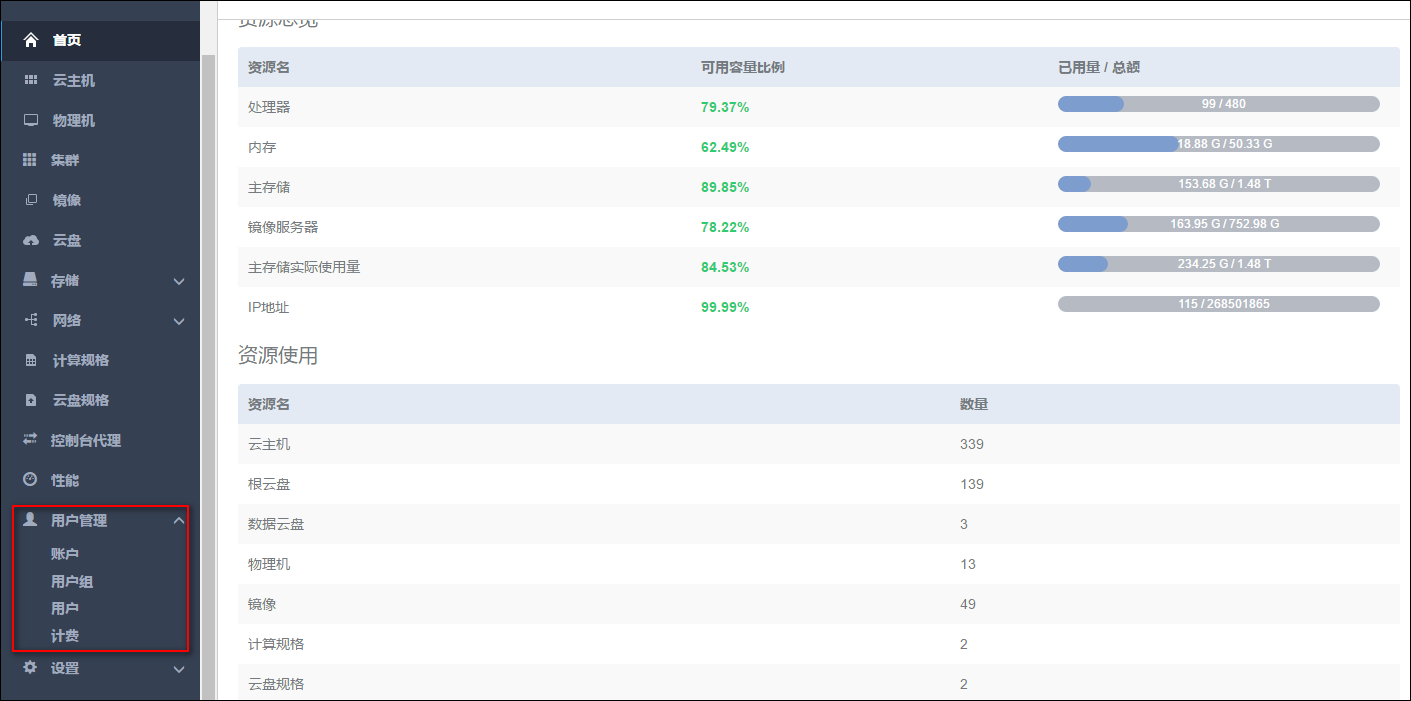 首页
云主机
物理机
集群
镜像
云盘
存储
网络
计算规格
云盘规格
控制台代理
性能
用户管理
账户
用户组
用户
计费
设置
资源总览
资源名 可用容量比例 已用量 / 总额
处理器 79.37% 99 / 480
内存 62.49% 18.88 G / 50.33 G
主存储 89.85% 153.68 G / 1.48 T
镜像服务器 78.22% 163.95 G / 752.98 G
主存储实际使用量 84.53% 234.25 G / 1.48 T
IP地址 99.99% 115 / 268501865
资源使用
资源名 数量
云主机 339
根云盘 139
数据云盘 3
物理机 13
镜像 49
计算规格 2
云盘规格 2